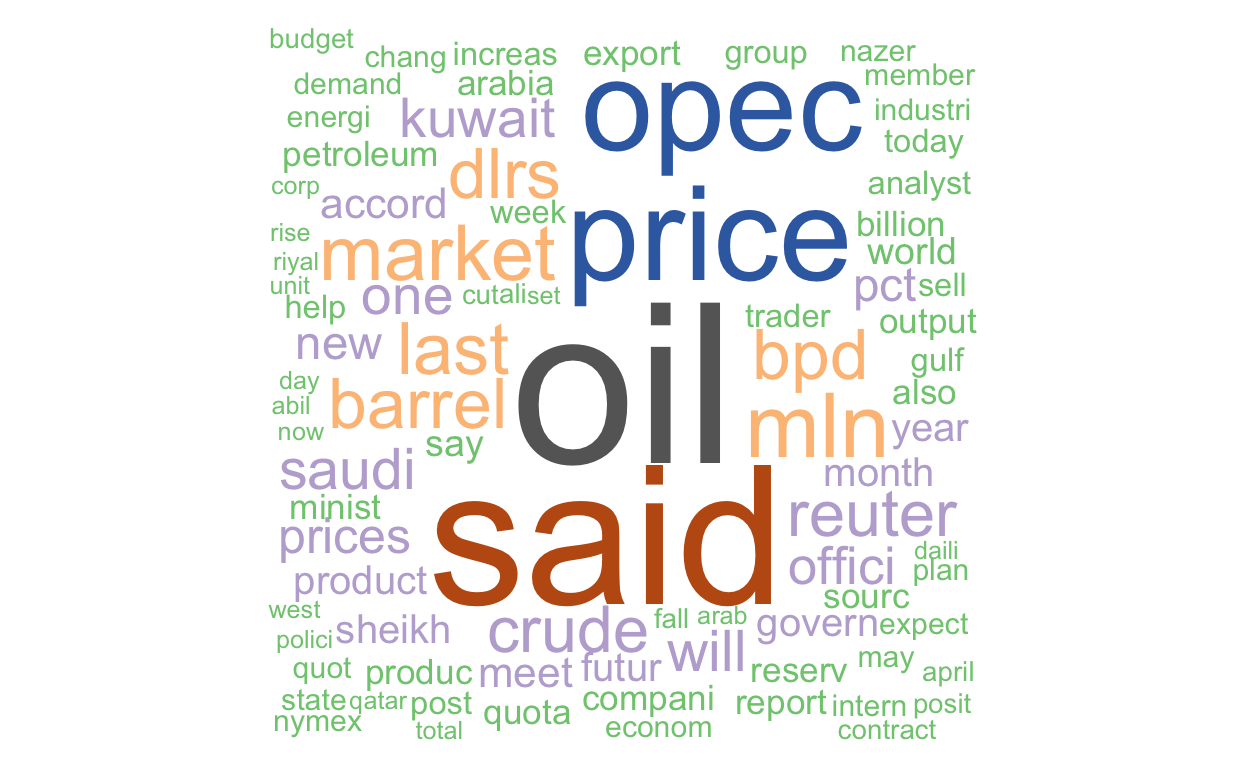 budget
chang increas export group nazer
demand arabia member
energi kuwait opec industri
petroleum dlrs today
corp accord week analyst
rise market price billion
riyal world
unit one cutali set pct sell
help trader output
new last oil bpd gulf
day barrel also
abil mln year
now say
saudi month
minist said reuter
prices offici daili
product plan
west sourc
polici sheikh crude fall arab govern expect
quot produc meet futur will reserv may april
state qatar post quota compani report intern posit
nymex total econom contract